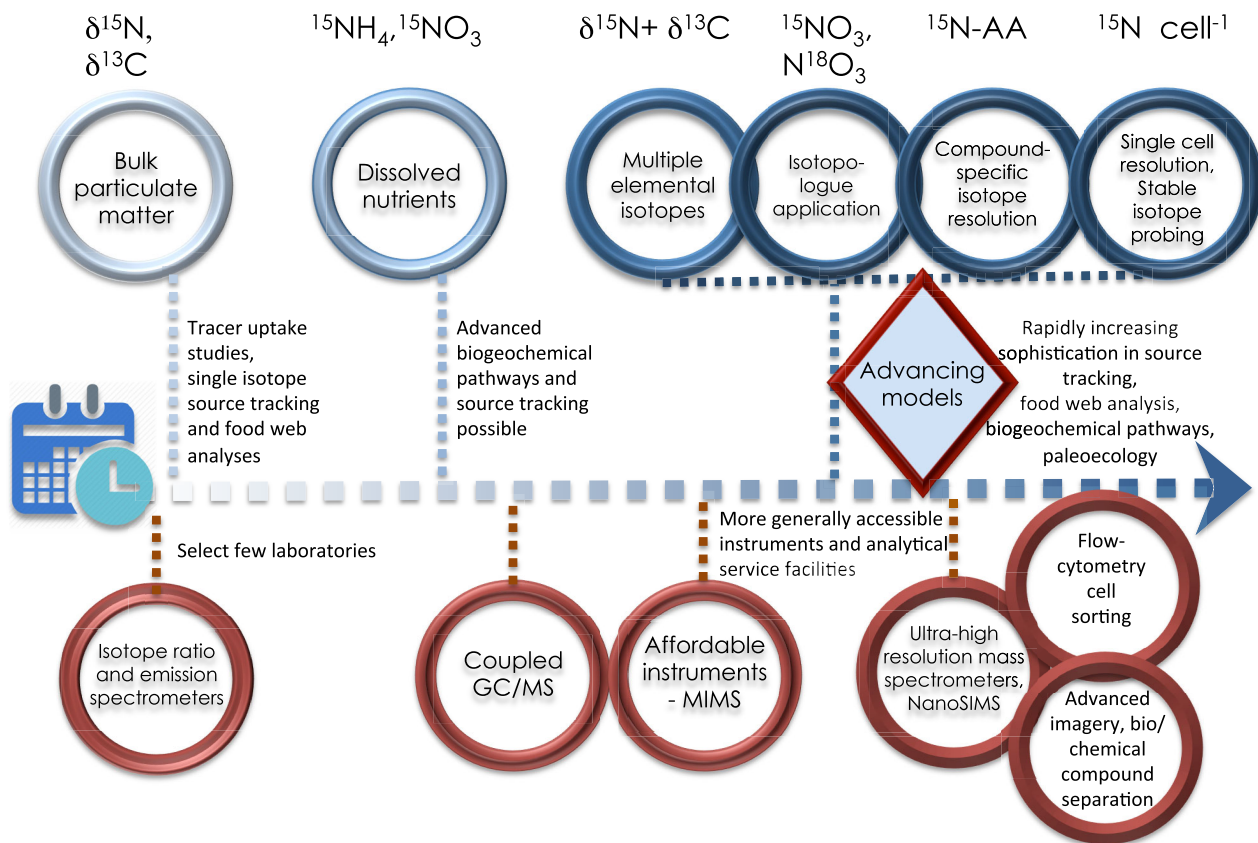 δ¹⁵N,
δ¹³C
¹⁵NH₄,¹⁵NO₃
δ¹⁵N+ δ¹³C
¹⁵NO₃,
N¹⁸O₃
¹⁵N-AA
¹⁵N cell⁻¹
Bulk
particulate
matter
Dissolved
nutrients
Multiple
elemental
isotopes
Isotopo-
logue
application
Compound-
specific
isotope
resolution
Single cell
resolution,
Stable
isotope
probing
Tracer uptake
studies,
single isotope
source tracking
and food web
analyses
Advanced
biogeochemical
pathways and
source tracking
possible
Advancing
models
Rapidly increasing
sophistication in source
tracking,
food web analysis,
biogeochemical pathways,
paleoecology
Select few laboratories
More generally accessible
instruments and analytical
service facilities
Isotope ratio
and emission
spectrometers
Coupled
GC/MS
Affordable
instruments
- MIMS
Ultra-high
resolution mass
spectrometers,
NanoSIMS
Flow-
cytometry
cell
sorting
Advanced
imagery, bio/
chemical
compound
separation